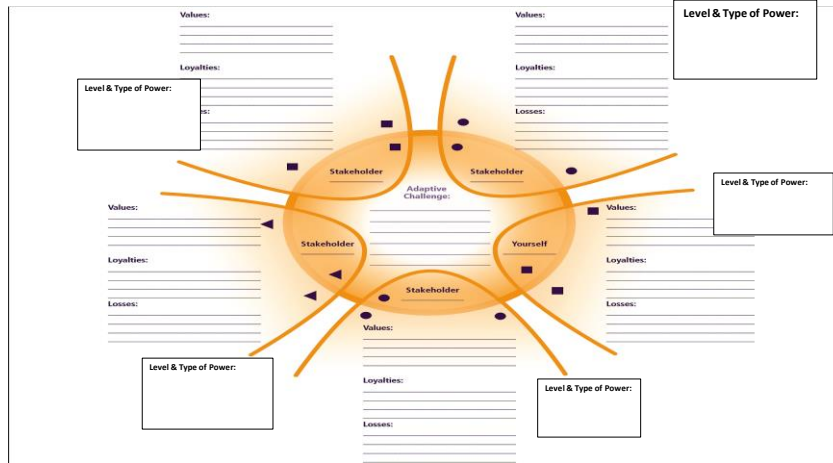 Values:
Loyalties:
es:
Level & Type of Power:
Values:
Loyalties:
Losses:
Level & Type of Power:
Stakeholder
Stakeholder
Adaptive
Challenge:
Values:
Loyalties:
Losses:
Stakeholder
Yourself
Level & Type of Power:
Values:
Loyalties:
Losses:
Stakeholder
Values:
Loyalties:
Losses:
Level & Type of Power:
Level & Type of Power: